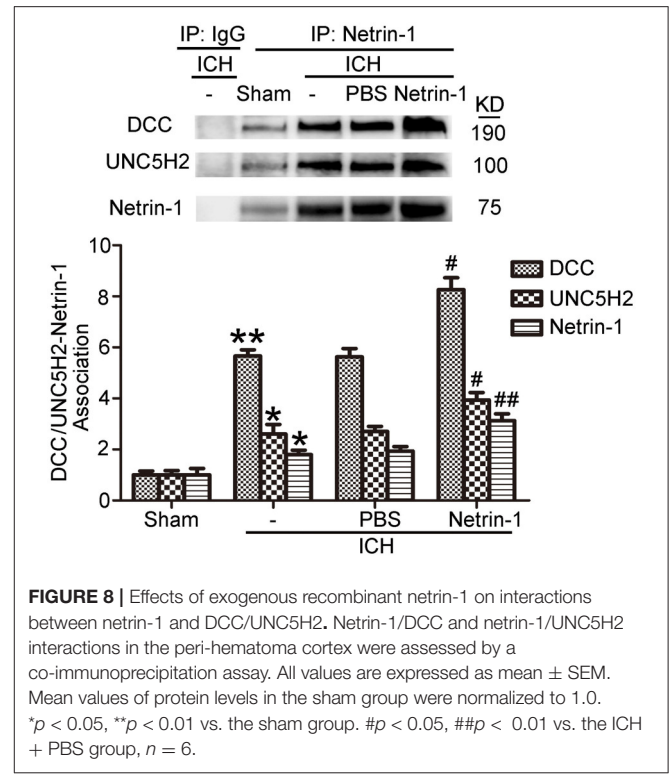 IP: IgG IP: Netrin-1
ICH ICH
- Sham - PBS Netrin-1 KD
DCC 190
UNC5H2 100
Netrin-1 75
10
8
6
4
2
0
DCC/UNC5H2-Netrin-1
Association
DCC
UNC5H2
Netrin-1
** * *
# # ##
Sham - PBS Netrin-1
ICH
FIGURE 8 | Effects of exogenous recombinant netrin-1 on interactions
between netrin-1 and DCC/UNC5H2. Netrin-1/DCC and netrin-1/UNC5H2
interactions in the peri-hematoma cortex were assessed by a
co-immunoprecipitation assay. All values are expressed as mean ± SEM.
Mean values of protein levels in the sham group were normalized to 1.0.
*p < 0.05, **p < 0.01 vs. the sham group. #p < 0.05, ##p < 0.01 vs. the ICH
+ PBS group, n = 6.